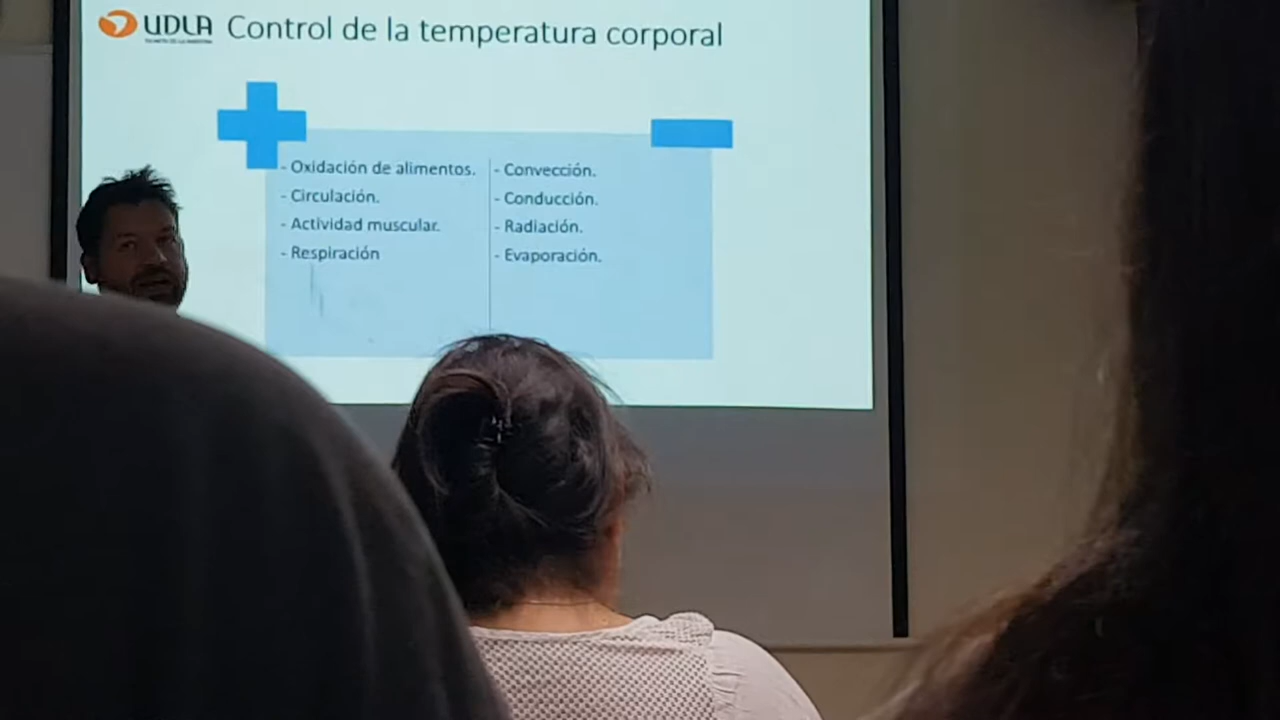 UDLA Control de la temperatura corporal
- Oxidación de alimentos.
- Circulación.
- Actividad muscular.
- Respiración
- Convección.
- Conducción.
- Radiación.
- Evaporación.